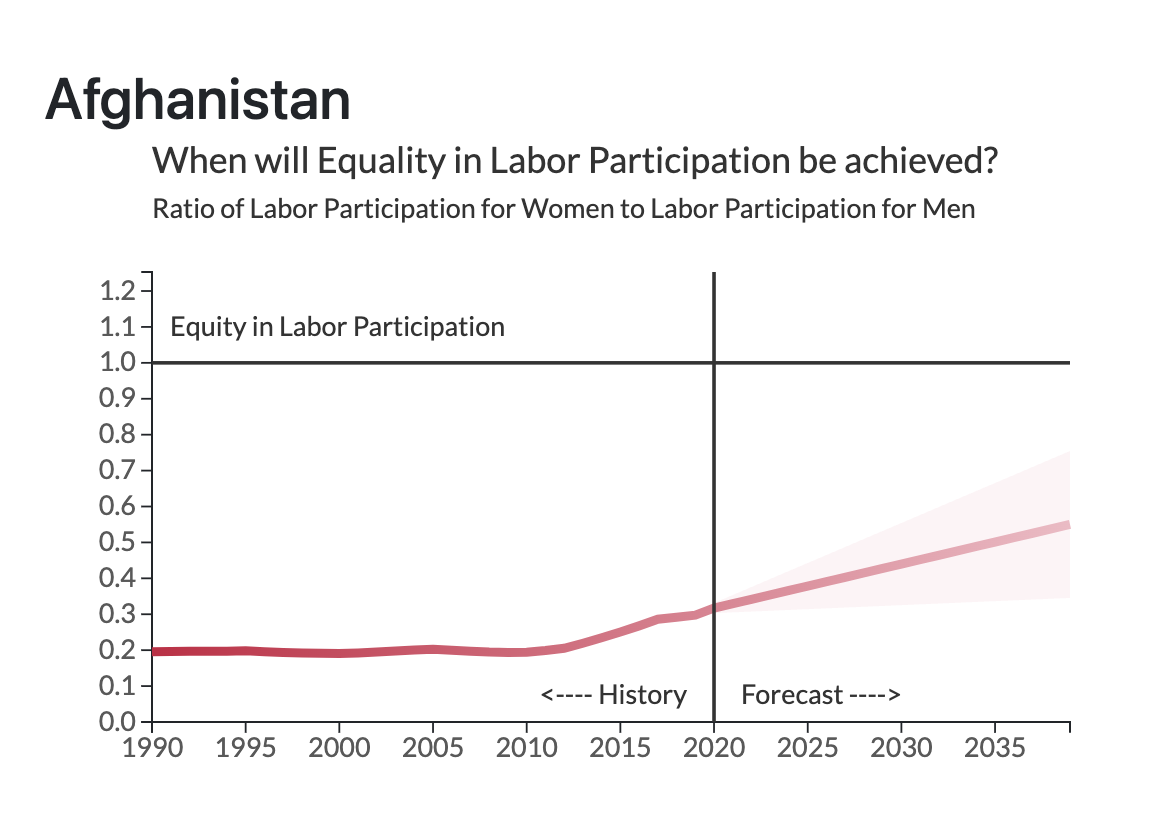 Afghanistan
When will Equality in Labor Participation be achieved?
Ratio of Labor Participation for Women to Labor Participation for Men
1.2
1.1
Equity in Labor Participation
1.0
0.9
0.8
0.7
0.6
0.5
0.4
0.3
0.2
0.1
<---- History
Forecast ---->
0.0
1990 1995 2000 2005 2010 2015 2020 2025 2030 2035